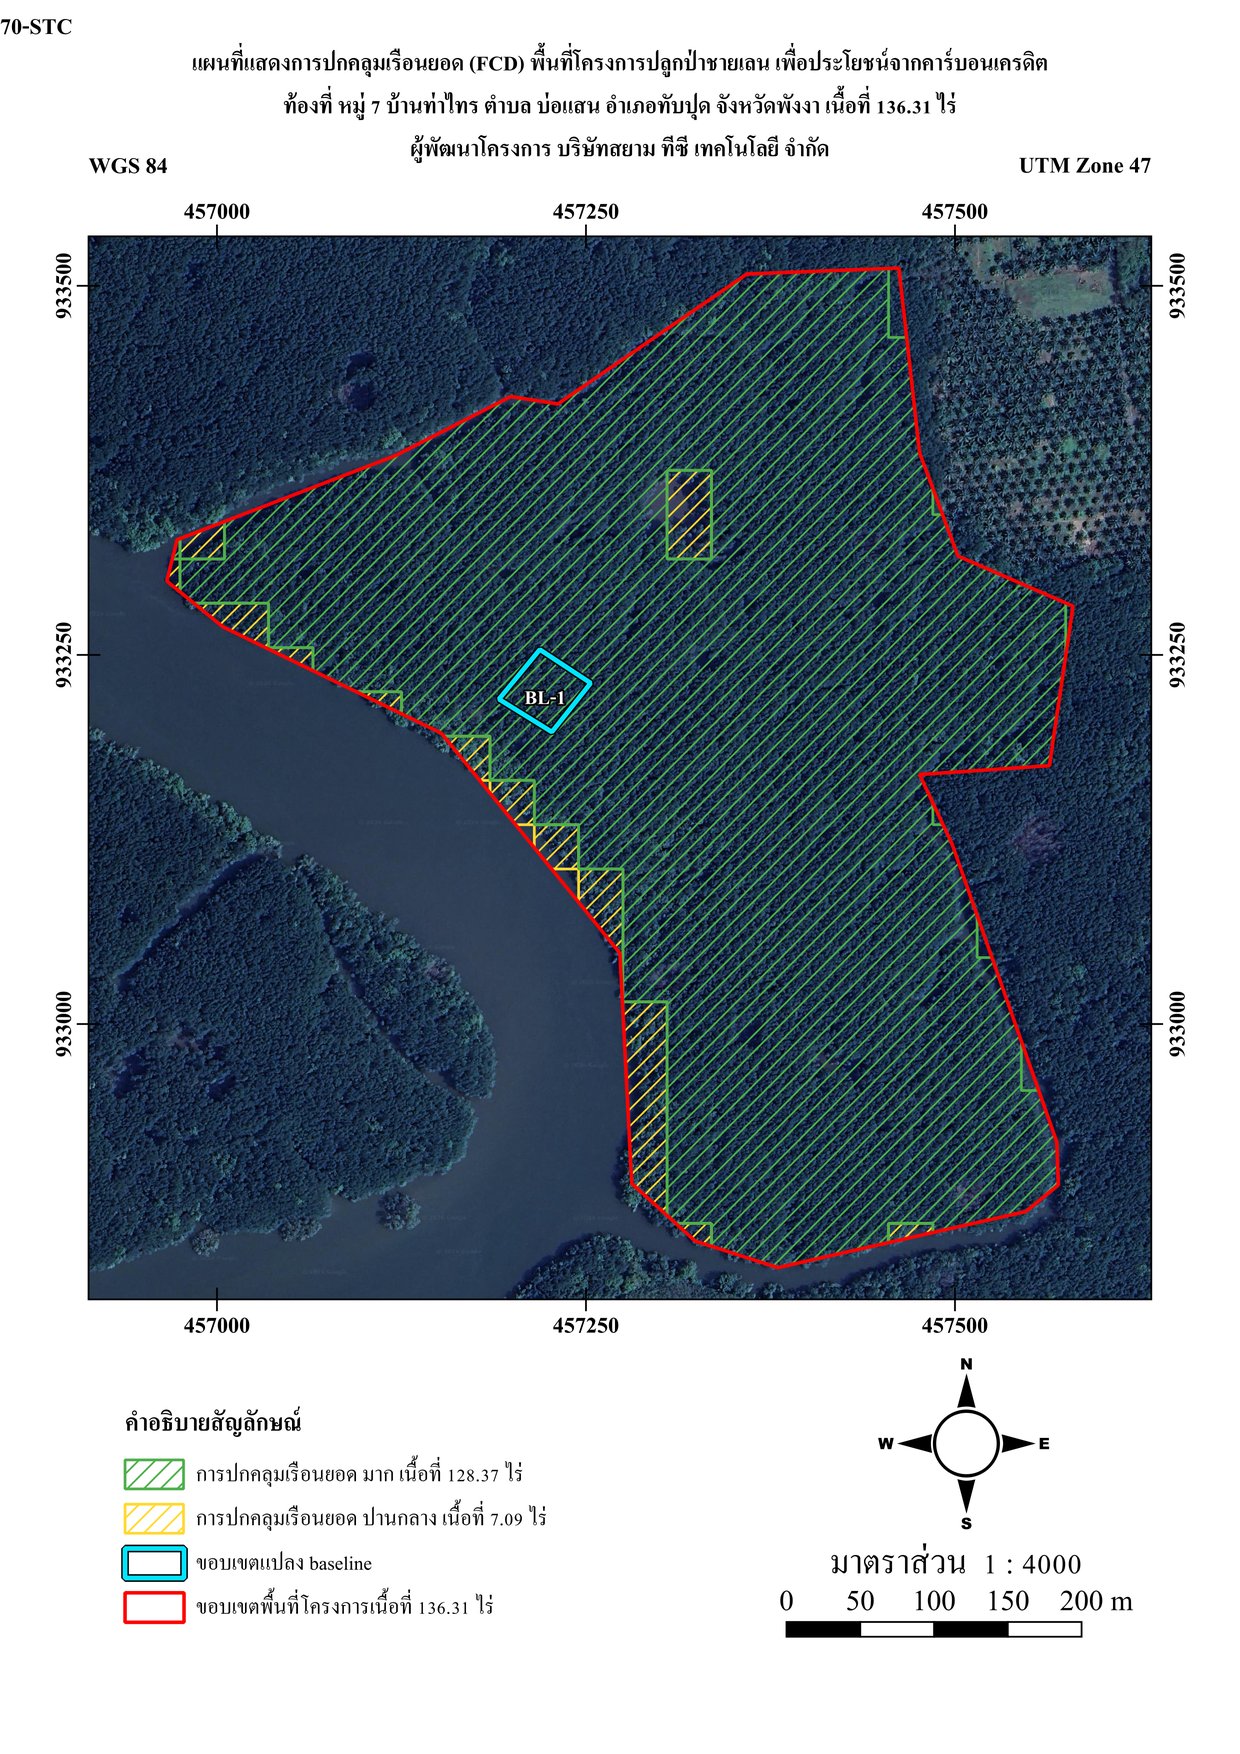 70-STC
แผนที่แสดงการปกคลุมเรือนยอด (FCD) พื้นที่โครงการปลูกป่าชายเลน เพื่อประโยชน์จากคาร์บอนเครดิต
ท้องที่ หมู่ 7 บ้านท่าไทร ตำบล บ่อแสน อำเภอทับปุด จังหวัดพังงา เนื้อที่ 136.31 ไร่
ผู้พัฒนาโครงการ บริษัทสยาม ทีซี เทคโนโลยี จำกัด
WGS 84 UTM Zone 47
457000 457250 457500
933500 933500
933250 933250
BL-1
933000 933000
457000 457250 457500
N
W E
S
คำอธิบายสัญลักษณ์
การปกคลุมเรือนยอด มาก เนื้อที่ 128.37 ไร่
การปกคลุมเรือนยอด ปานกลาง เนื้อที่ 7.09 ไร่
ขอบเขตแปลง baseline
ขอบเขตพื้นที่โครงการเนื้อที่ 136.31 ไร่
มาตราส่วน 1 : 4000
0 50 100 150 200 m